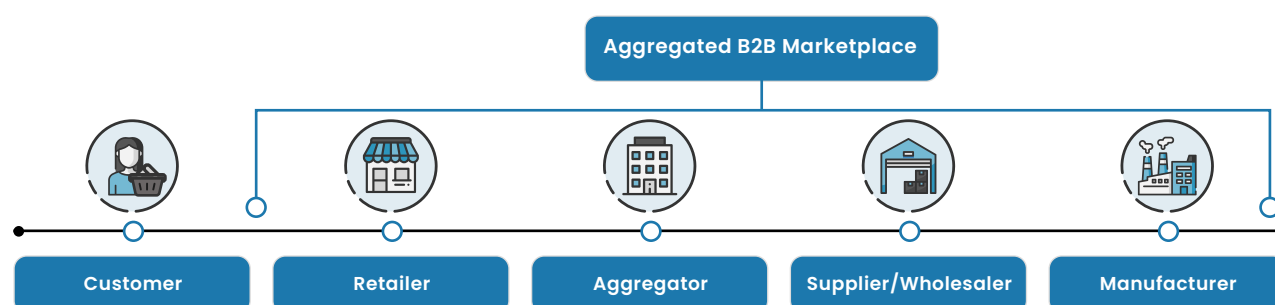 Aggregated B2B Marketplace
Customer
Retailer
Aggregator
Supplier/Wholesaler
Manufacturer